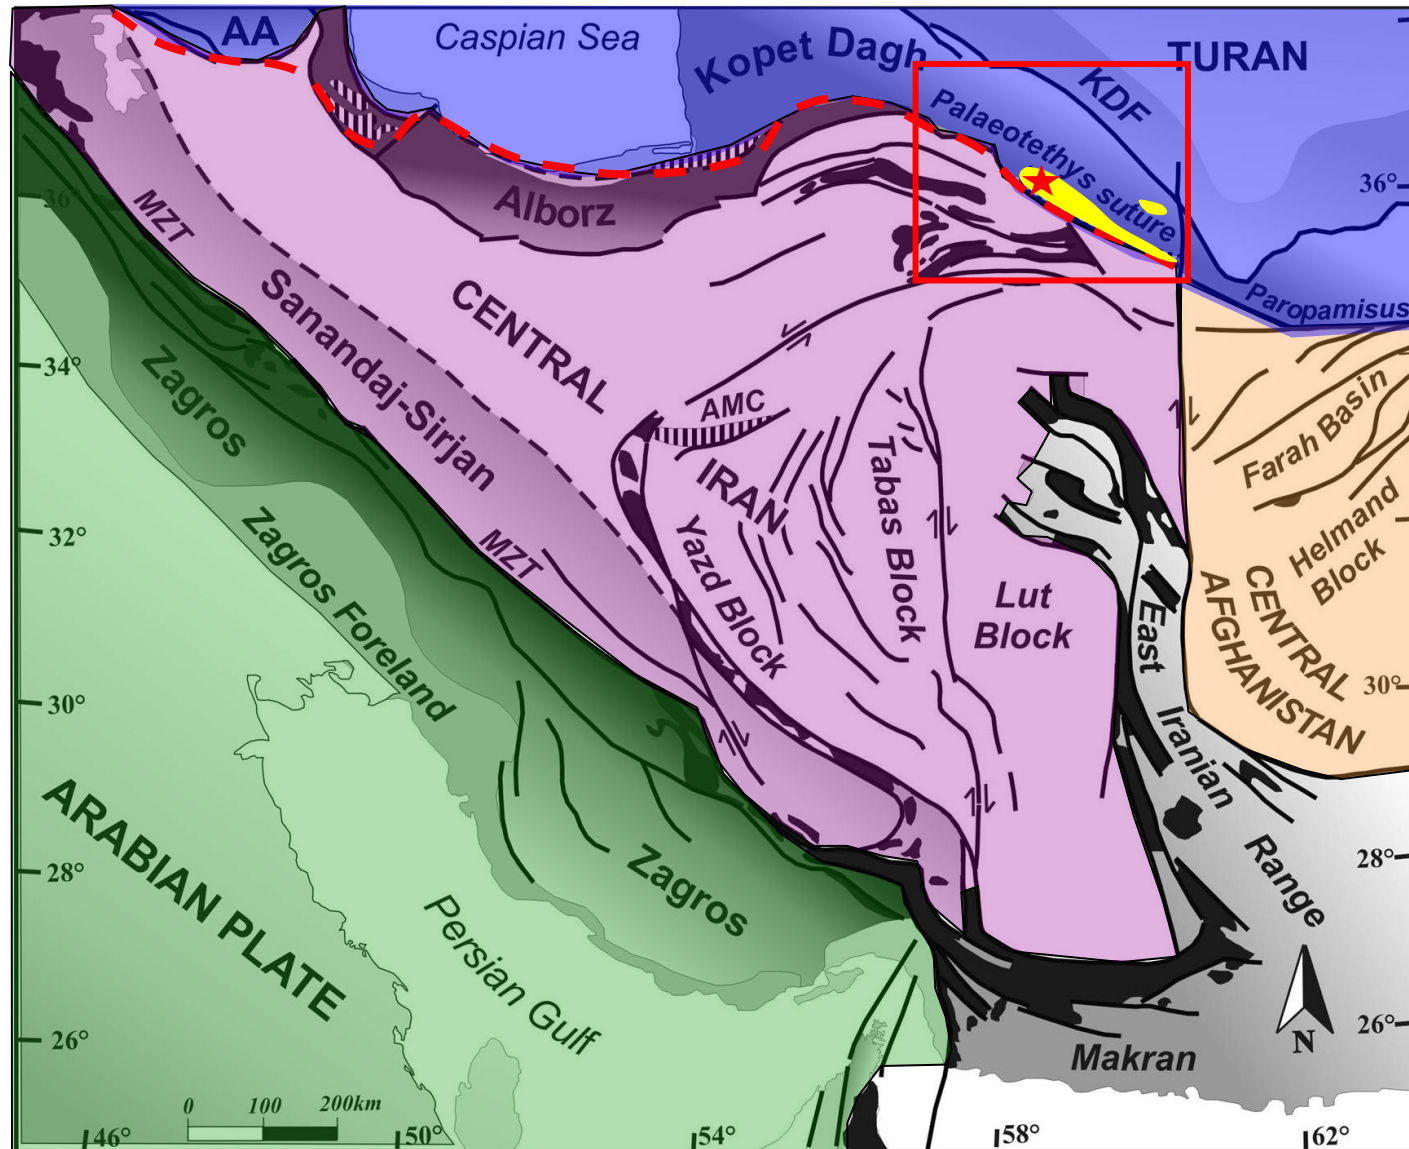 AA
Caspian Sea
Kopet Dagh
TURAN
KDF
Palaeotethys suture
36°
36°
Alborz
MZT
Paropamisus
CENTRAL
Sanandaj-Sirjan
34°
Zagros
AMC
Farah Basin
IRAN
Tabas Block
32°
Zagros Foreland
MZT
Yazd Block
Helmand
Block
CENTRAL
AFGHANISTAN
Lut
Block
East Iranian Range
30°
30°
ARABIAN PLATE
Zagros
28°
28°
Persian Gulf
26°
26°
N
Makran
0 100 200km
46° 50° 54° 58° 62°